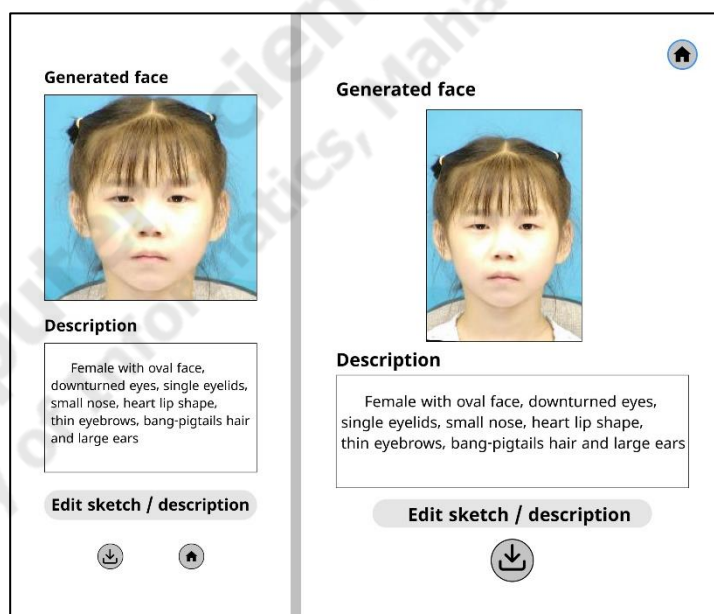 Generated face
Description
Female with oval face,
downturned eyes, single eyelids,
small nose, heart lip shape,
thin eyebrows, bang-pigtails hair
and large ears
Edit sketch / description
Generated face
Description
Female with oval face, downturned eyes,
single eyelids, small nose, heart lip shape,
thin eyebrows, bang-pigtails hair and large ears
Edit sketch / description